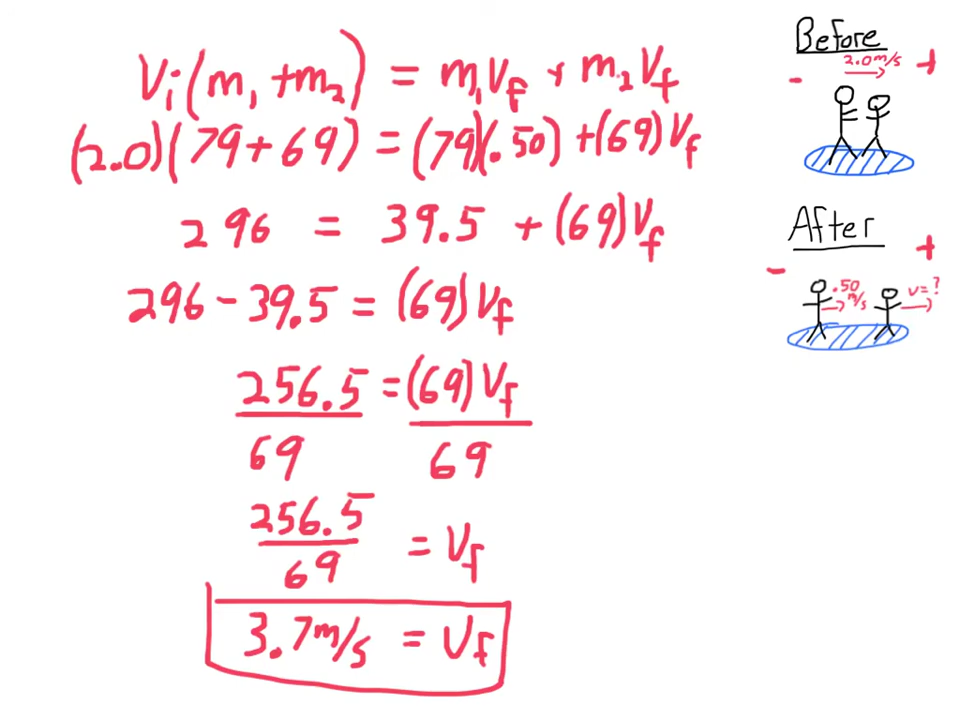 Vi(m₁+m₂) = m₁Vf + m₂Vf
(2.0)(79+69) = (79)(.50) +(69)Vf
296 = 39.5 + (69)Vf
296 - 39.5 = (69)Vf
256.5 = (69)Vf
69 69
256.5 = Vf
69
3.7m/s = Vf
Before
2.0m/s
- +
After
- +
.50 m/s v=?